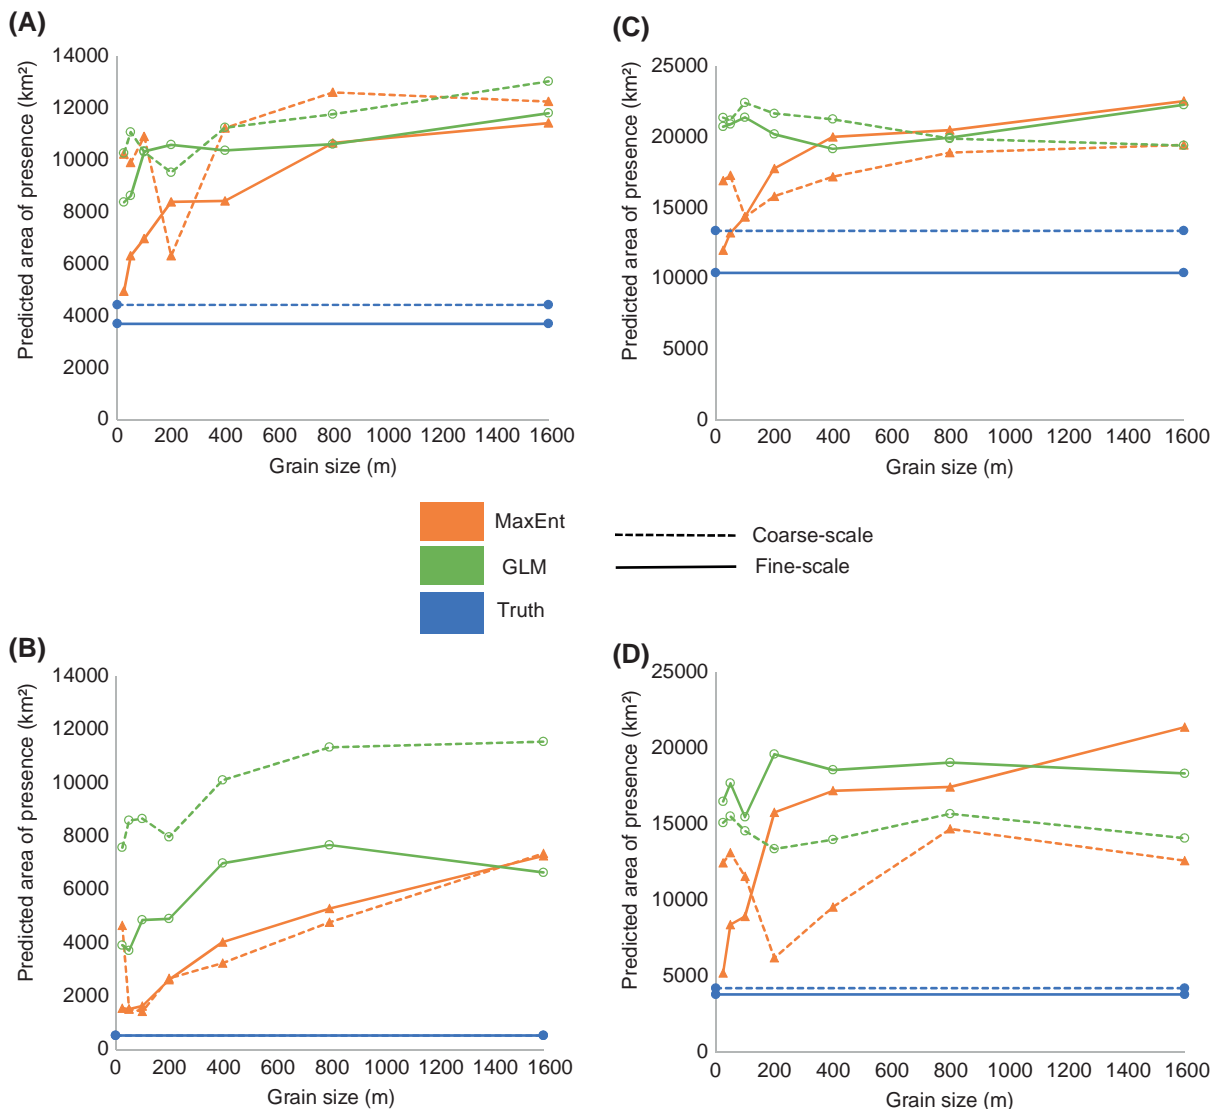 (A)
14000
12000
10000
8000
6000
4000
2000
0
Predicted area of presence (km²)
0 200 400 600 800 1000 1200 1400 1600
Grain size (m)
(C)
25000
20000
15000
10000
5000
0
Predicted area of presence (km²)
0 200 400 600 800 1000 1200 1400 1600
Grain size (m)
MaxEnt
GLM
Truth
Coarse-scale
Fine-scale
(B)
14000
12000
10000
8000
6000
4000
2000
0
Predicted area of presence (km²)
0 200 400 600 800 1000 1200 1400 1600
Grain size (m)
(D)
25000
20000
15000
10000
5000
0
Predicted area of presence (km²)
0 200 400 600 800 1000 1200 1400 1600
Grain size (m)